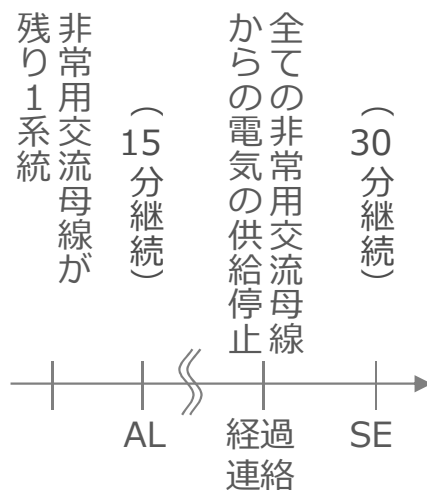 非常用交流母線が
残り１系統
（15分継続）
全ての非常用交流母線
からの電気の供給停止
（30分継続）
AL
経過
連絡
SE